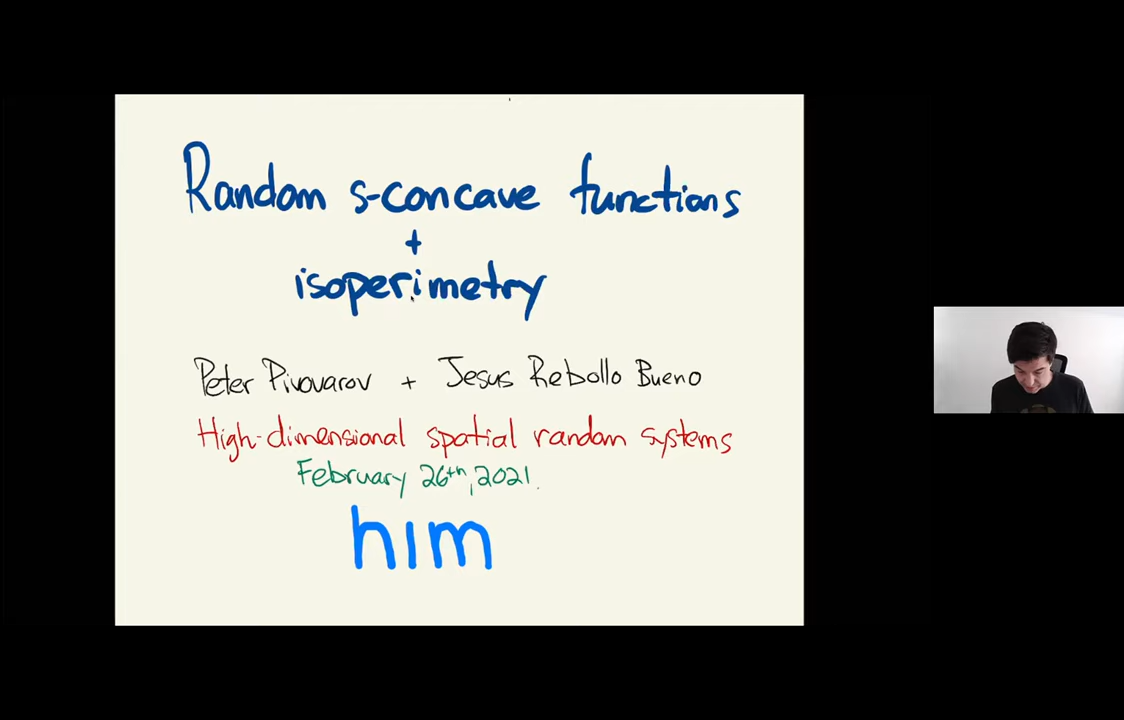 Random s-concave functions
+
isoperimetry
Peter Pivovarov + Jesus Rebollo Bueno
High-dimensional spatial random systems
February 26th, 2021.
him